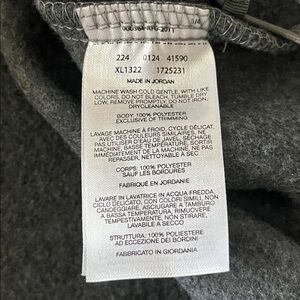 224 0124 41590
XL1322 1725231
MADE IN JORDAN
MACHINE WASH COLD GENTLE, WITH LIKE
COLORS, DO NOT BLEACH, TUMBLE DRY
LOW, REMOVE PROMPTLY, DO NOT IRON,
DRYCLEANABLE
BODY: 100% POLYESTER
EXCLUSIVE OF TRIMMING
LAVAGE MACHINE À FROID, CYCLE DÉLICAT,
AVEC DES COULEURS SIMILAIRES, NE
PAS UTILISER D'EAU DE JAVEL, SÉCHAGE
MACHINE, BASSE TEMPÉRATURE, SORTIR
IMMÉDIATEMENT DE LA MACHINE, NE PAS
REPASSER, NETTOYABLE À SEC
CORPS: 100% POLYESTER
SAUF LES BORDURES
FABRIQUÉ EN JORDANIE
LAVARE IN LAVATRICE IN ACQUA FREDDA,
CICLO DELICATO, CON COLORI SIMILI, NON
CANDEGGIARE, ASCIUGARE A TAMBURO
A BASSA TEMPERATURA, RIMUOVERE
TEMPESTIVAMENTE, NON STIRARE,
LAVABILE A SECCO
STRUTTURA: 100% POLIESTERE
AD ECCEZIONE DEI BORDINI
FABBRICATO IN GIORDANIA